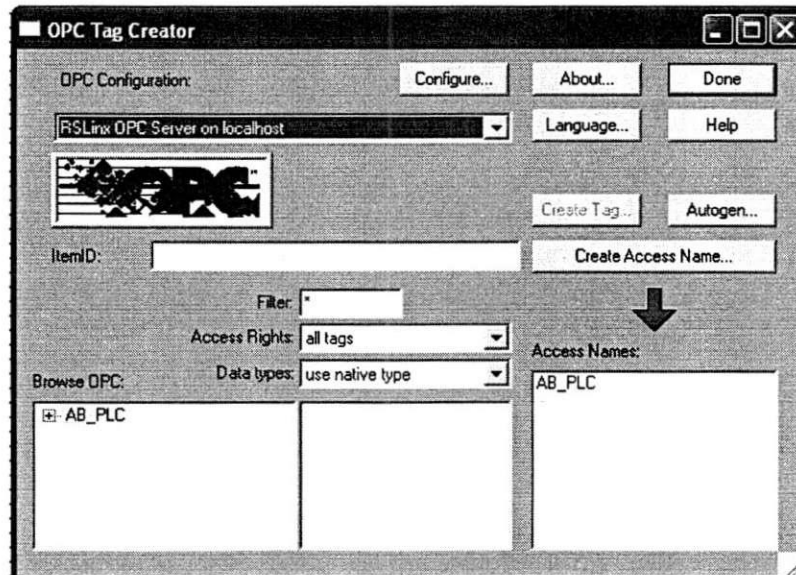 OPC Tag Creator
OPC Configuration:
Configure...
About...
Done
RSLinx OPC Server on localhost
Language...
Help
OPC
Create Tag...
Autogen...
ItemID:
Create Access Name...
Filter: *
Access Rights: all tags
Access Names:
Browse OPC:
Data types: use native type
AB_PLC
AB_PLC